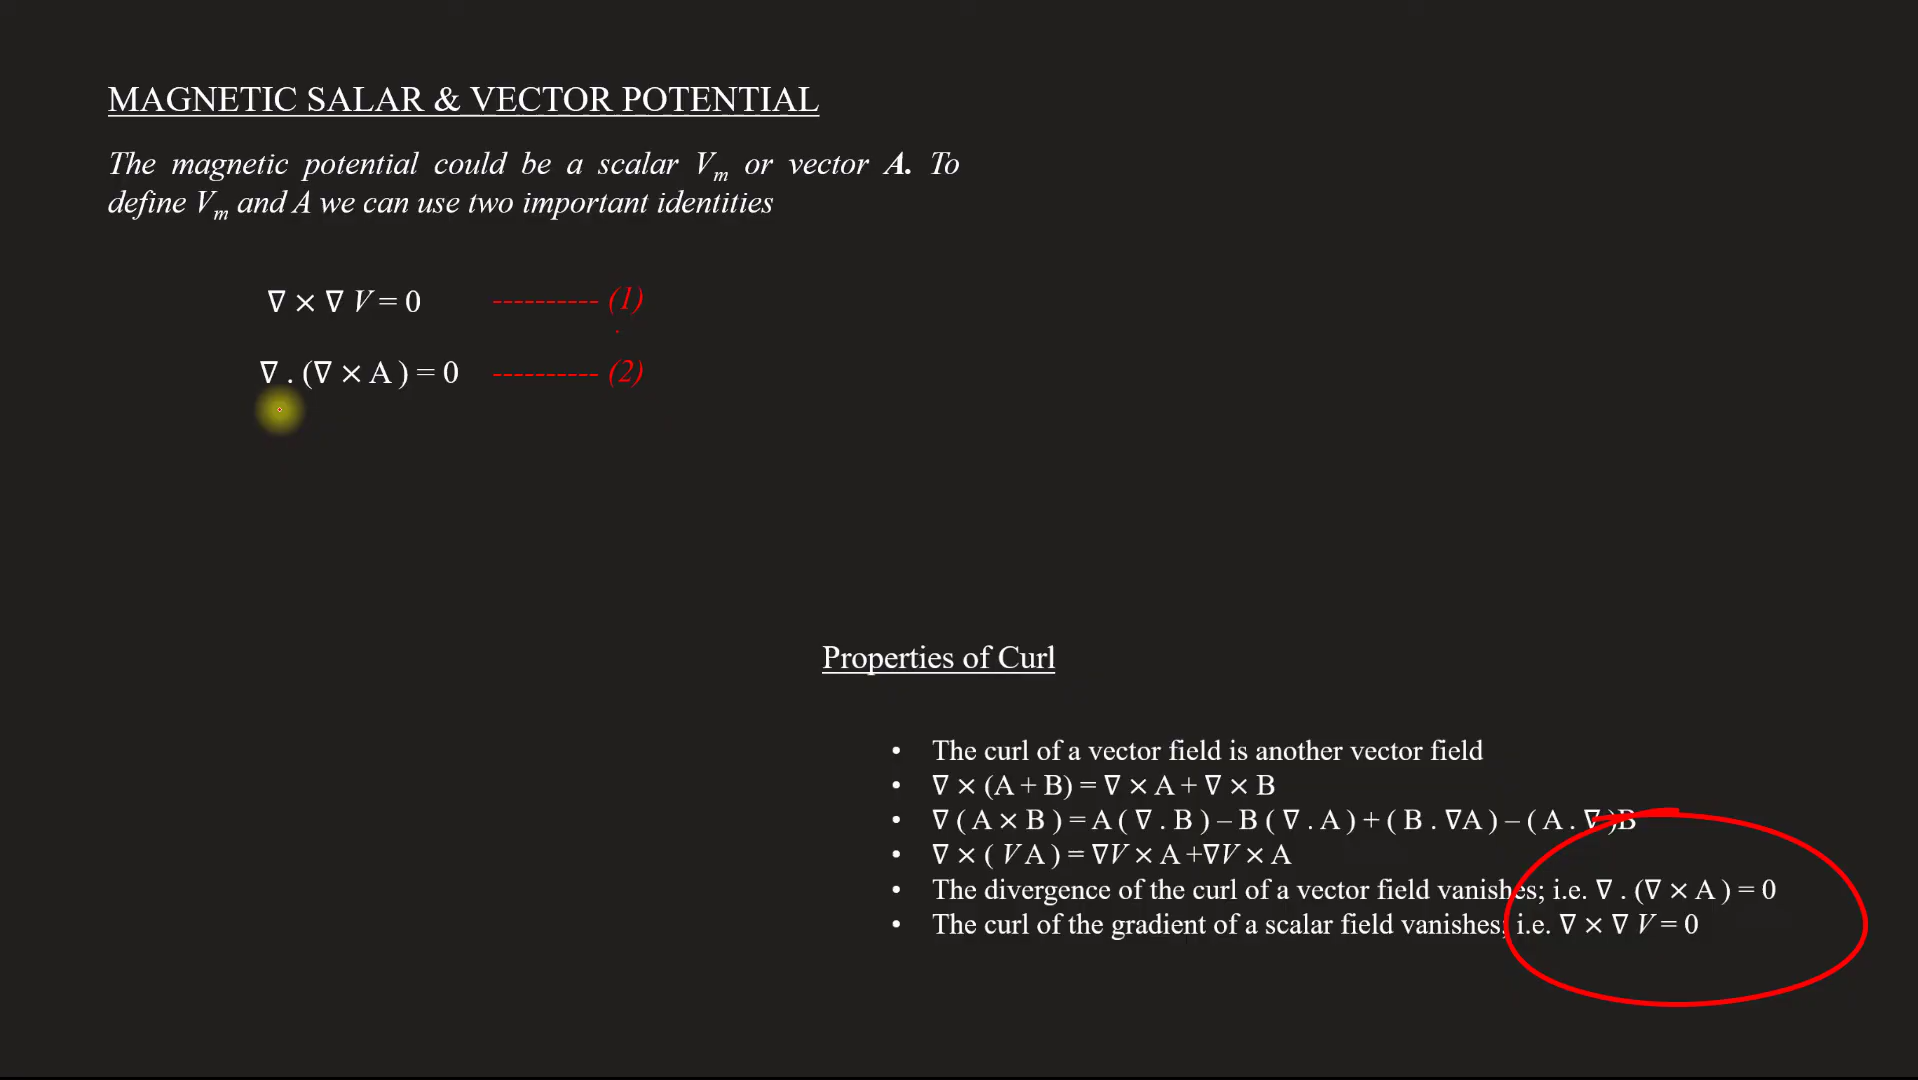 MAGNETIC SALAR & VECTOR POTENTIAL
The magnetic potential could be a scalar Vₘ or vector A. To
define Vₘ and A we can use two important identities
∇ × ∇ V = 0 ---------- (1)
∇ . (∇ × A ) = 0 ---------- (2)
Properties of Curl
• The curl of a vector field is another vector field
• ∇ × (A + B) = ∇ × A + ∇ × B
• ∇ ( A × B ) = A ( ∇ . B ) – B ( ∇ . A ) + ( B . ∇A ) – ( A . ∇ )B
• ∇ × ( V A ) = ∇V × A +∇V × A
• The divergence of the curl of a vector field vanishes; i.e. ∇ . (∇ × A ) = 0
• The curl of the gradient of a scalar field vanishes; i.e. ∇ × ∇ V = 0